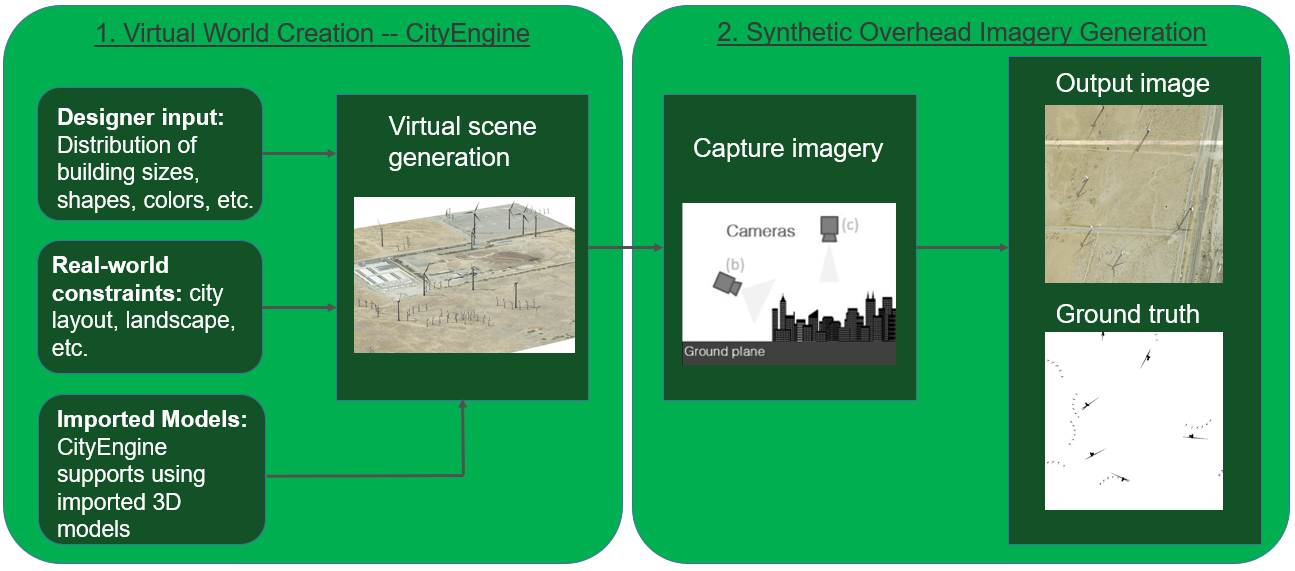 1. Virtual World Creation -- CityEngine
Designer input:
Distribution of
building sizes,
shapes, colors, etc.
Real-world
constraints: city
layout, landscape,
etc.
Imported Models:
CityEngine
supports using
imported 3D
models
Virtual scene
generation
2. Synthetic Overhead Imagery Generation
Capture imagery
Cameras
(c)
(b)
Ground plane
Output image
Ground truth